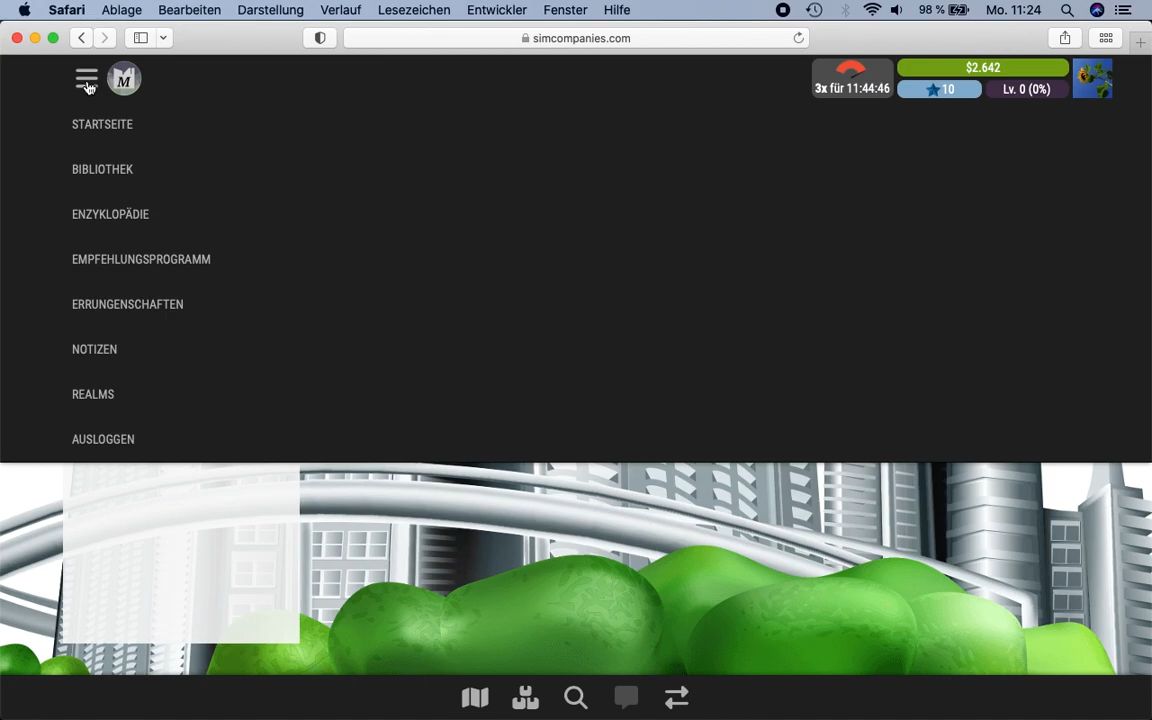 Safari Ablage Bearbeiten Darstellung Verlauf Lesezeichen Entwickler Fenster Hilfe 98 % Mo. 11:24
simcompanies.com
M
3x für 11:44:46
$2.642
10
Lv. 0 (0%)
STARTSEITE
BIBLIOTHEK
ENZYKLOPÄDIE
EMPFEHLUNGSPROGRAMM
ERRUNGENSCHAFTEN
NOTIZEN
REALMS
AUSLOGGEN